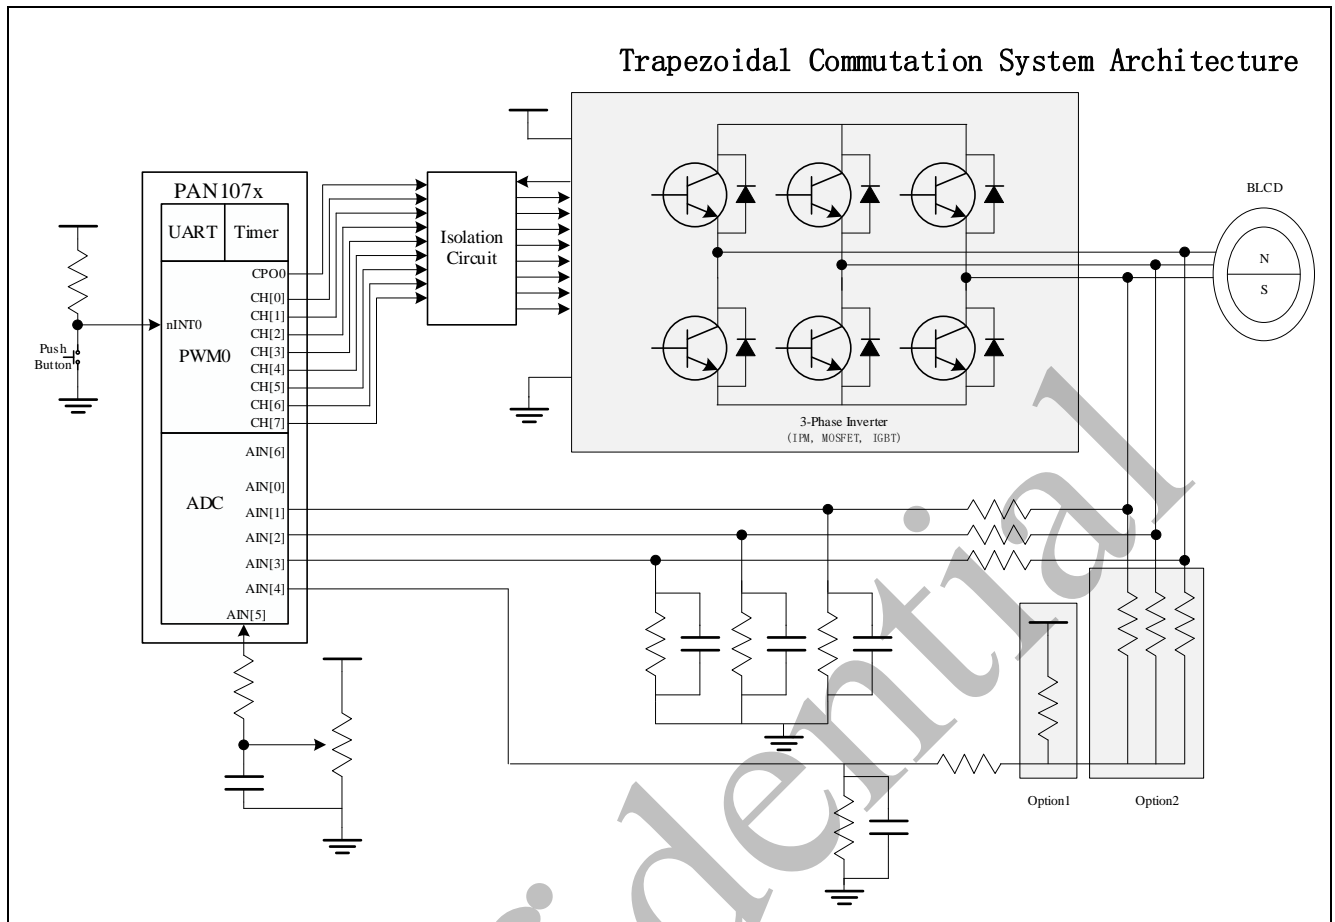 Trapezoidal Commutation System Architecture
PAN107x
UART
Timer
CPO0
CH[0]
nINT0
CH[1]
CH[2]
PWM0
CH[3]
CH[4]
CH[5]
CH[6]
CH[7]
Push
Button
Isolation
Circuit
BLCD
N
S
3-Phase Inverter
(IPM, MOSFET, IGBT)
AIN[6]
AIN[0]
ADC
AIN[1]
AIN[2]
AIN[3]
AIN[4]
AIN[5]
Option1
Option2
fidential